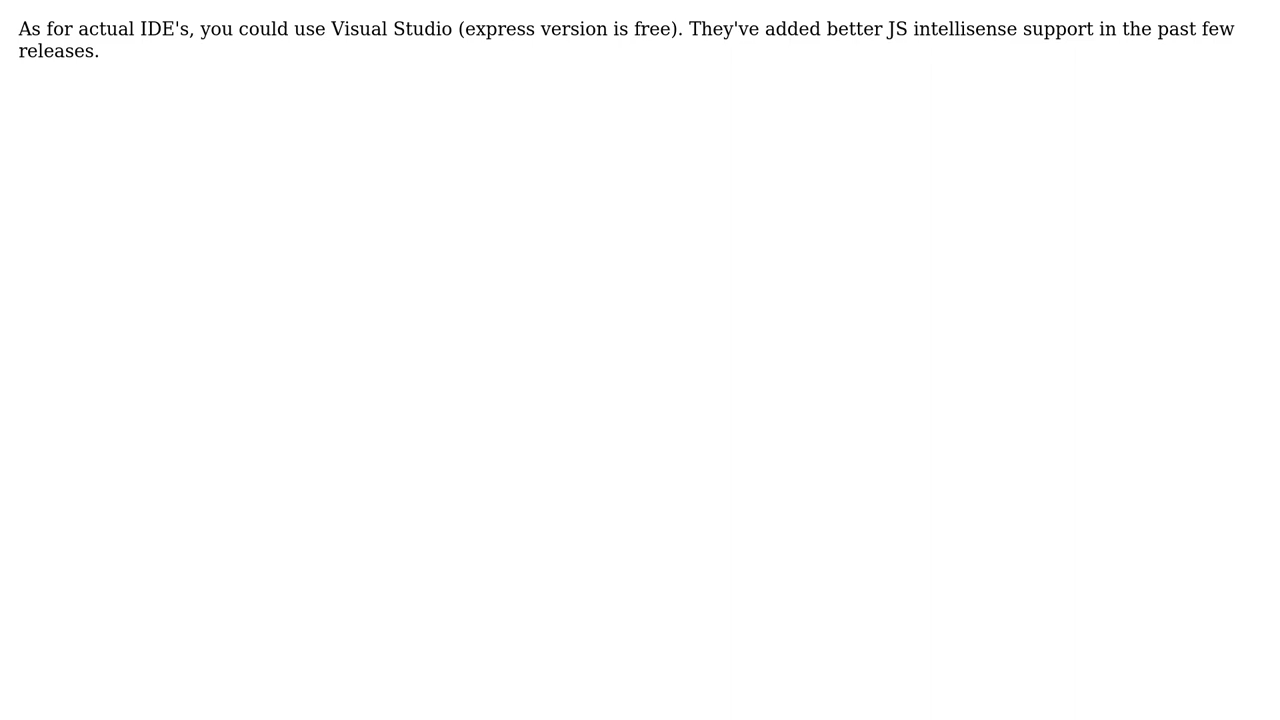 As for actual IDE's, you could use Visual Studio (express version is free). They've added better JS intellisense support in the past few
releases.